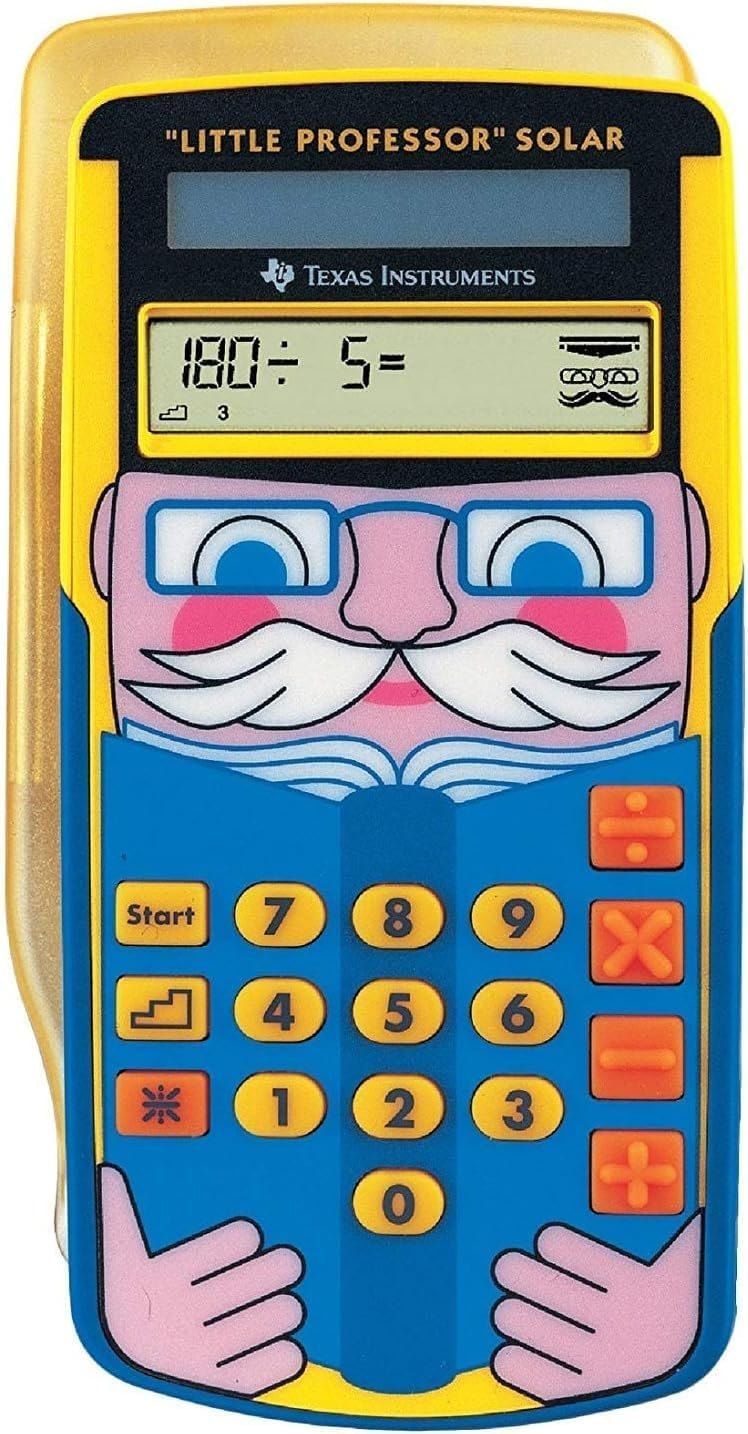 "LITTLE PROFESSOR" SOLAR
TEXAS INSTRUMENTS
180÷ 5=
3
÷
Start 7 8 9
×
4 5 6
−
1 2 3
+
0